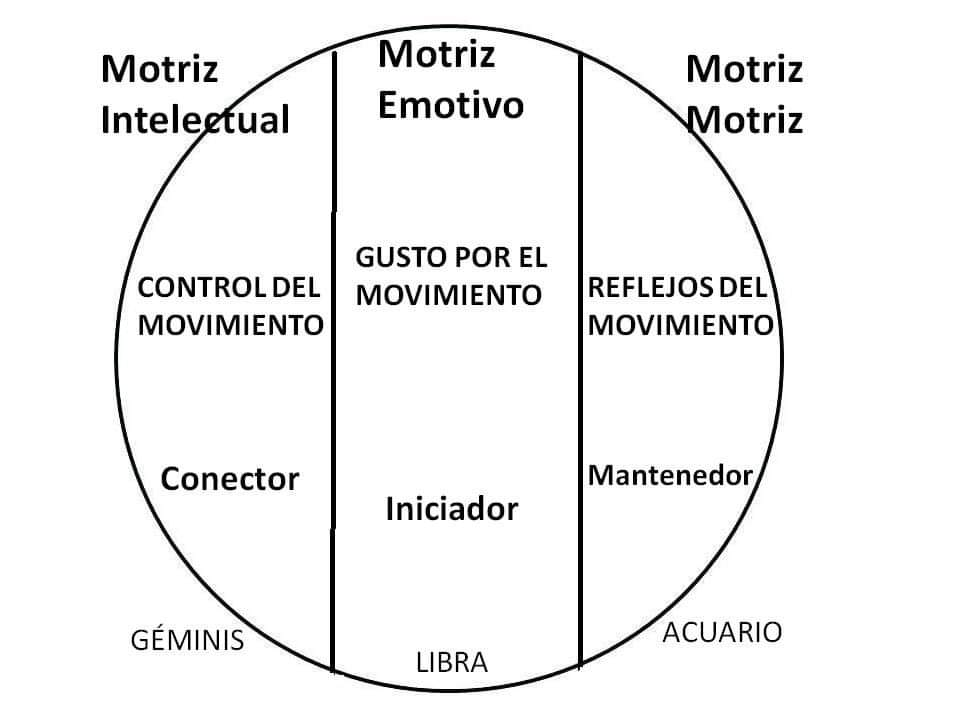 Motriz
Intelectual
CONTROL DEL
MOVIMIENTO
Conector
GÉMINIS
Motriz
Emotivo
GUSTO POR EL
MOVIMIENTO
Iniciador
LIBRA
Motriz
Motriz
REFLEJOS DEL
MOVIMIENTO
Mantenedor
ACUARIO